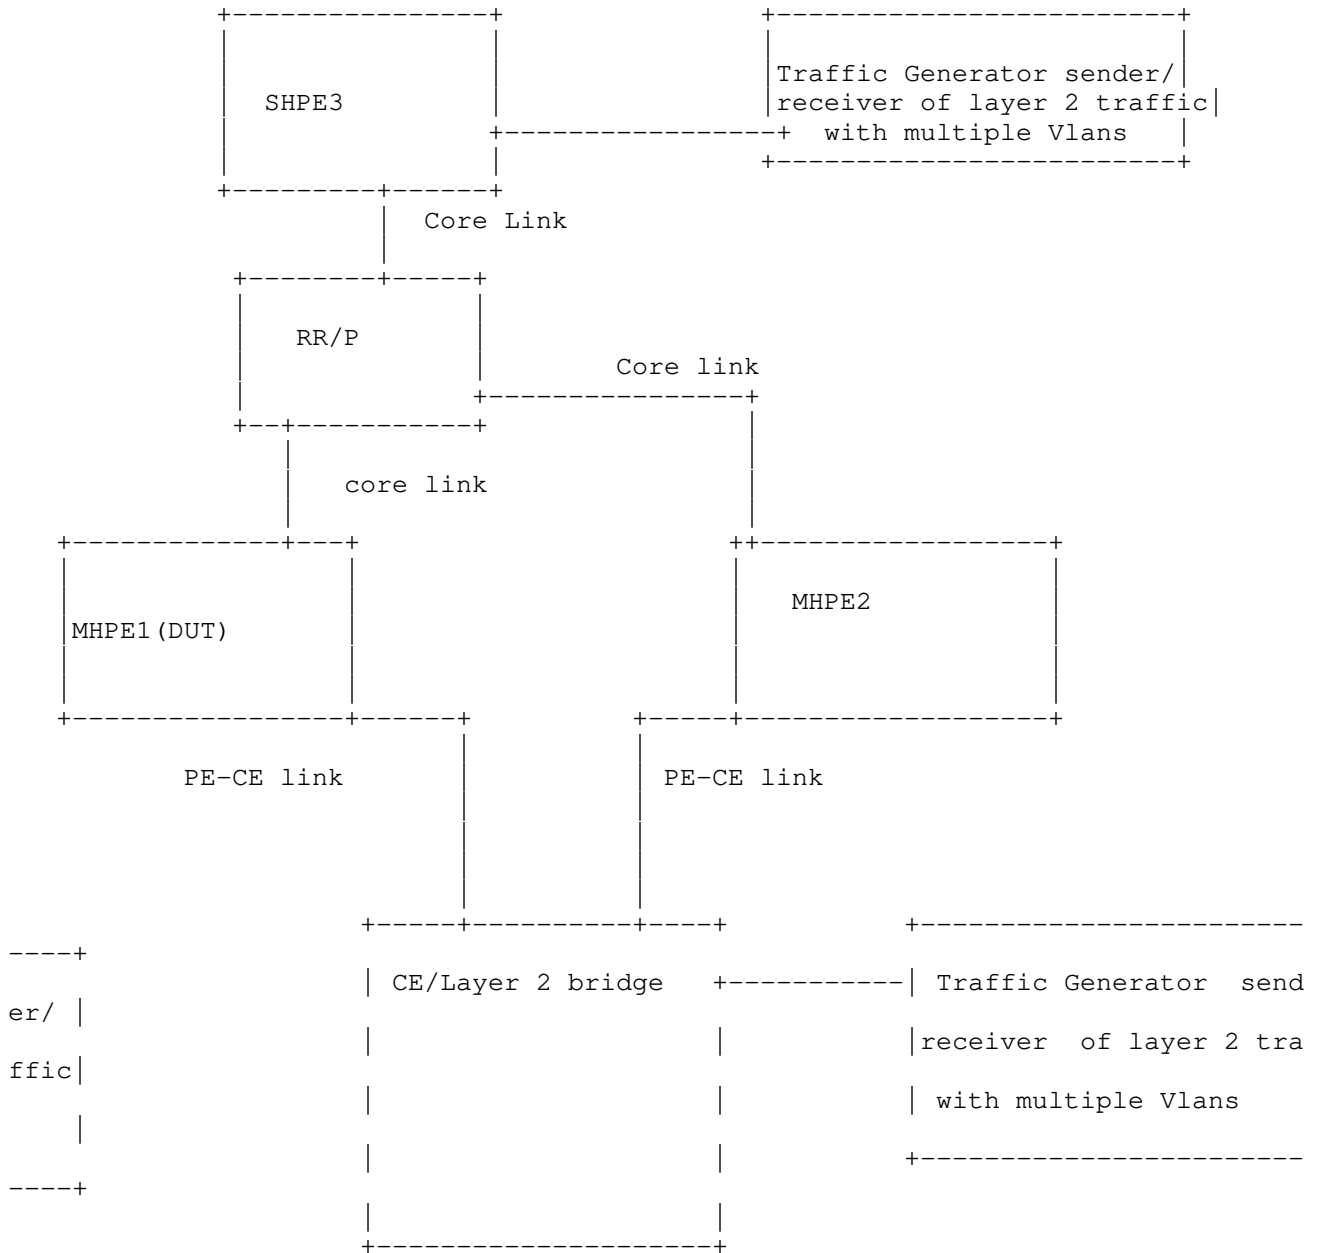 Traffic Generator sender/
SHPE3 receiver of layer 2 traffic
with multiple Vlans
Core Link
RR/P
Core link
core link
MHPE2
MHPE1(DUT)
PE-CE link PE-CE link
CE/Layer 2 bridge Traffic Generator send
er/
receiver of layer 2 tra
ffic
with multiple Vlans